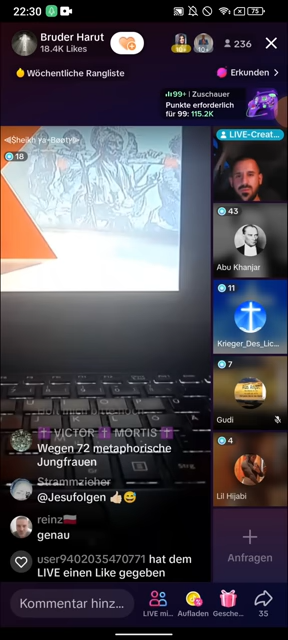 22:30
75
Bruder Harut
18.4K Likes
10+
10+
236
Wöchentliche Rangliste
Erkunden
99+ | Zuschauer
Punkte erforderlich
für 99: 115.2K
LIVE-Creat...
18
43
Abu Khanjar
11
Krieger_Des_Lic...
7
Gudi
4
Lil Hijabi
Anfragen
VICTOR MORTIS
Wegen 72 metaphorische
Jungfrauen
Strammzieher
@Jesufolgen 👍🏻😅
reinz🇵🇱
genau
user9402035470771 hat dem
LIVE einen Like gegeben
Kommentar hinz...
LIVE mi...
Aufladen
Gesche...
35